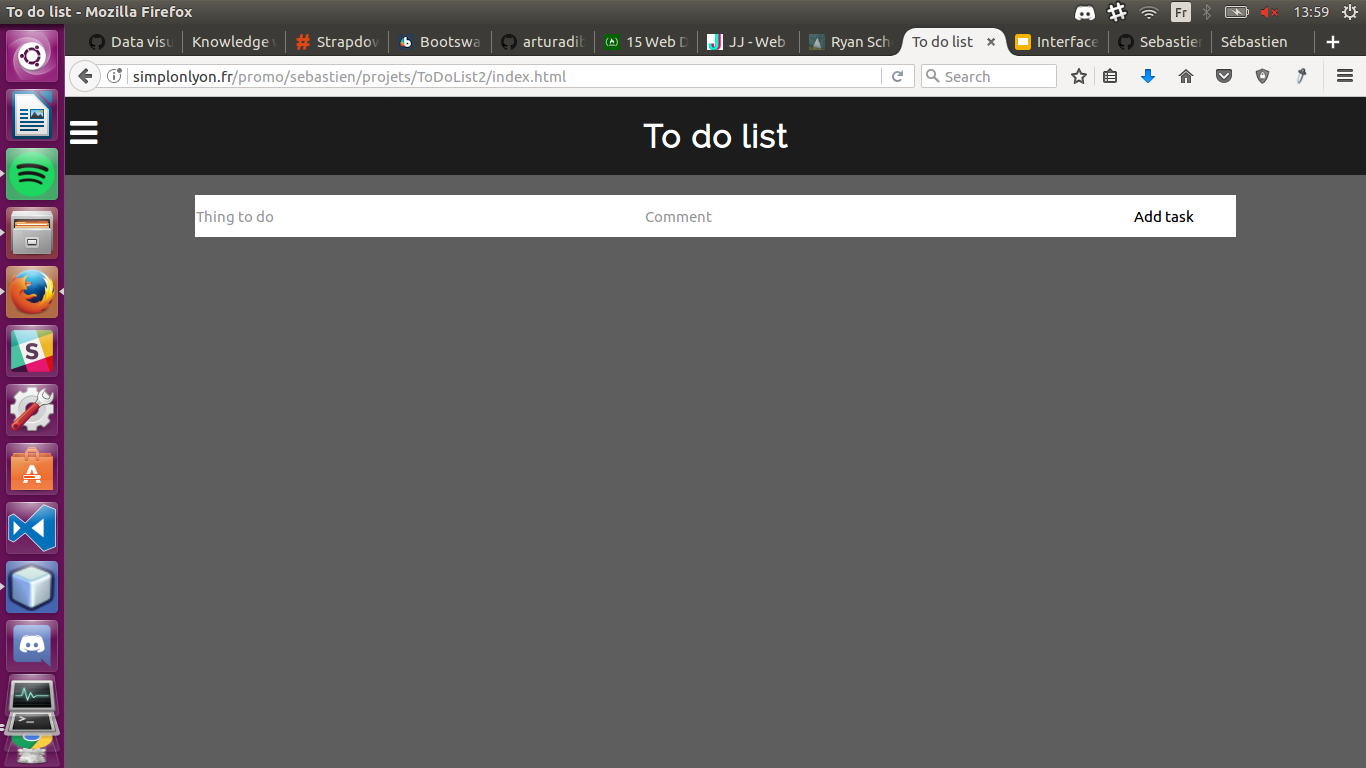 To do list - Mozilla Firefox
Fr
13:59
Data visu
Knowledge
Strapdov
Bootswa
arturadib
15 Web D
JJ - Web
Ryan Sch
To do list
Interface
Sebastien
Sébastien
simplonlyon.fr/promo/sebastien/projets/ToDoList2/index.html
Search
To do list
Thing to do
Comment
Add task